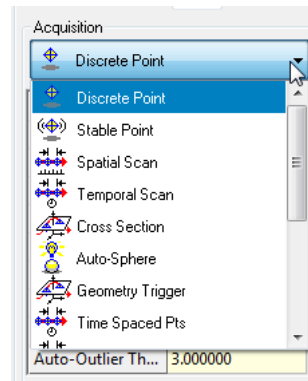 Acquisition
Discrete Point
Discrete Point
Stable Point
Spatial Scan
Temporal Scan
Cross Section
Auto-Sphere
Geometry Trigger
Time Spaced Pts
Auto-Outlier Th... 3.000000